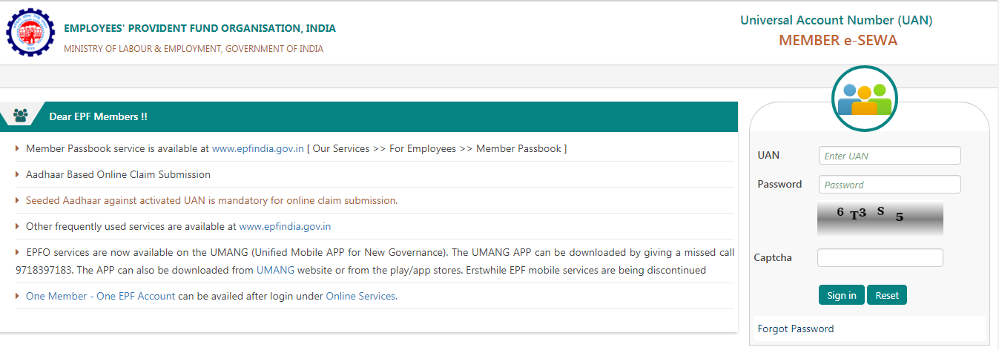 EMPLOYEES' PROVIDENT FUND ORGANISATION, INDIA
MINISTRY OF LABOUR & EMPLOYMENT, GOVERNMENT OF INDIA
Universal Account Number (UAN)
MEMBER e-SEWA
Dear EPF Members !!
Member Passbook service is available at www.epfindia.gov.in [ Our Services >> For Employees >> Member Passbook ]
Aadhaar Based Online Claim Submission
Seeded Aadhaar against activated UAN is mandatory for online claim submission.
Other frequently used services are available at www.epfindia.gov.in
EPFO services are now available on the UMANG (Unified Mobile APP for New Governance). The UMANG APP can be downloaded by giving a missed call
9718397183. The APP can also be downloaded from UMANG website or from the play/app stores. Erstwhile EPF mobile services are being discontinued
One Member - One EPF Account can be availed after login under Online Services.
UAN
Enter UAN
Password
Password
6 T3 S 5
Captcha
Sign in
Reset
Forgot Password